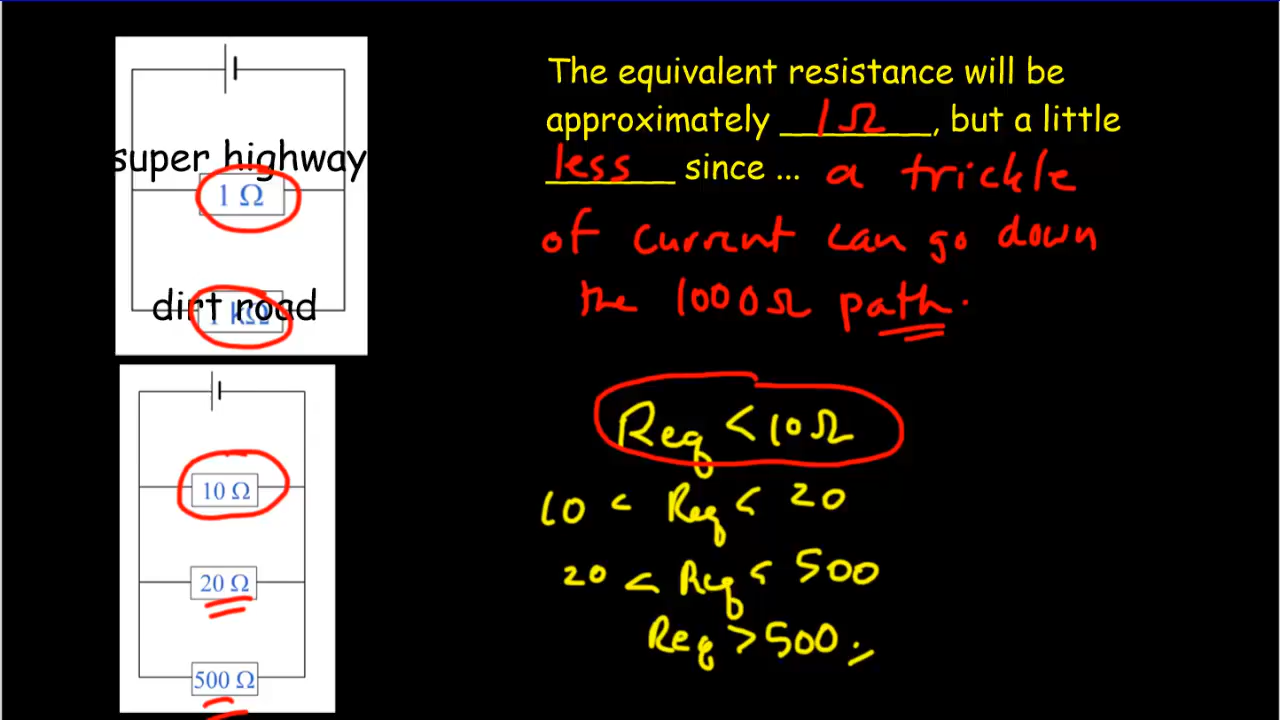 super highway
1 Ω
dirt road
1 kΩ
10 Ω
20 Ω
500 Ω
The equivalent resistance will be
approximately 1Ω, but a little
less since ... a trickle
of current can go down
the 1000Ω path.
Req < 10Ω
10 < Req < 20
20 < Req < 500
Req > 500